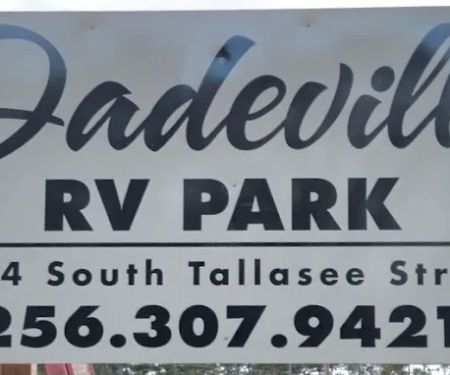 Dadevill
RV PARK
4 South Tallasee Str
256.307.9421